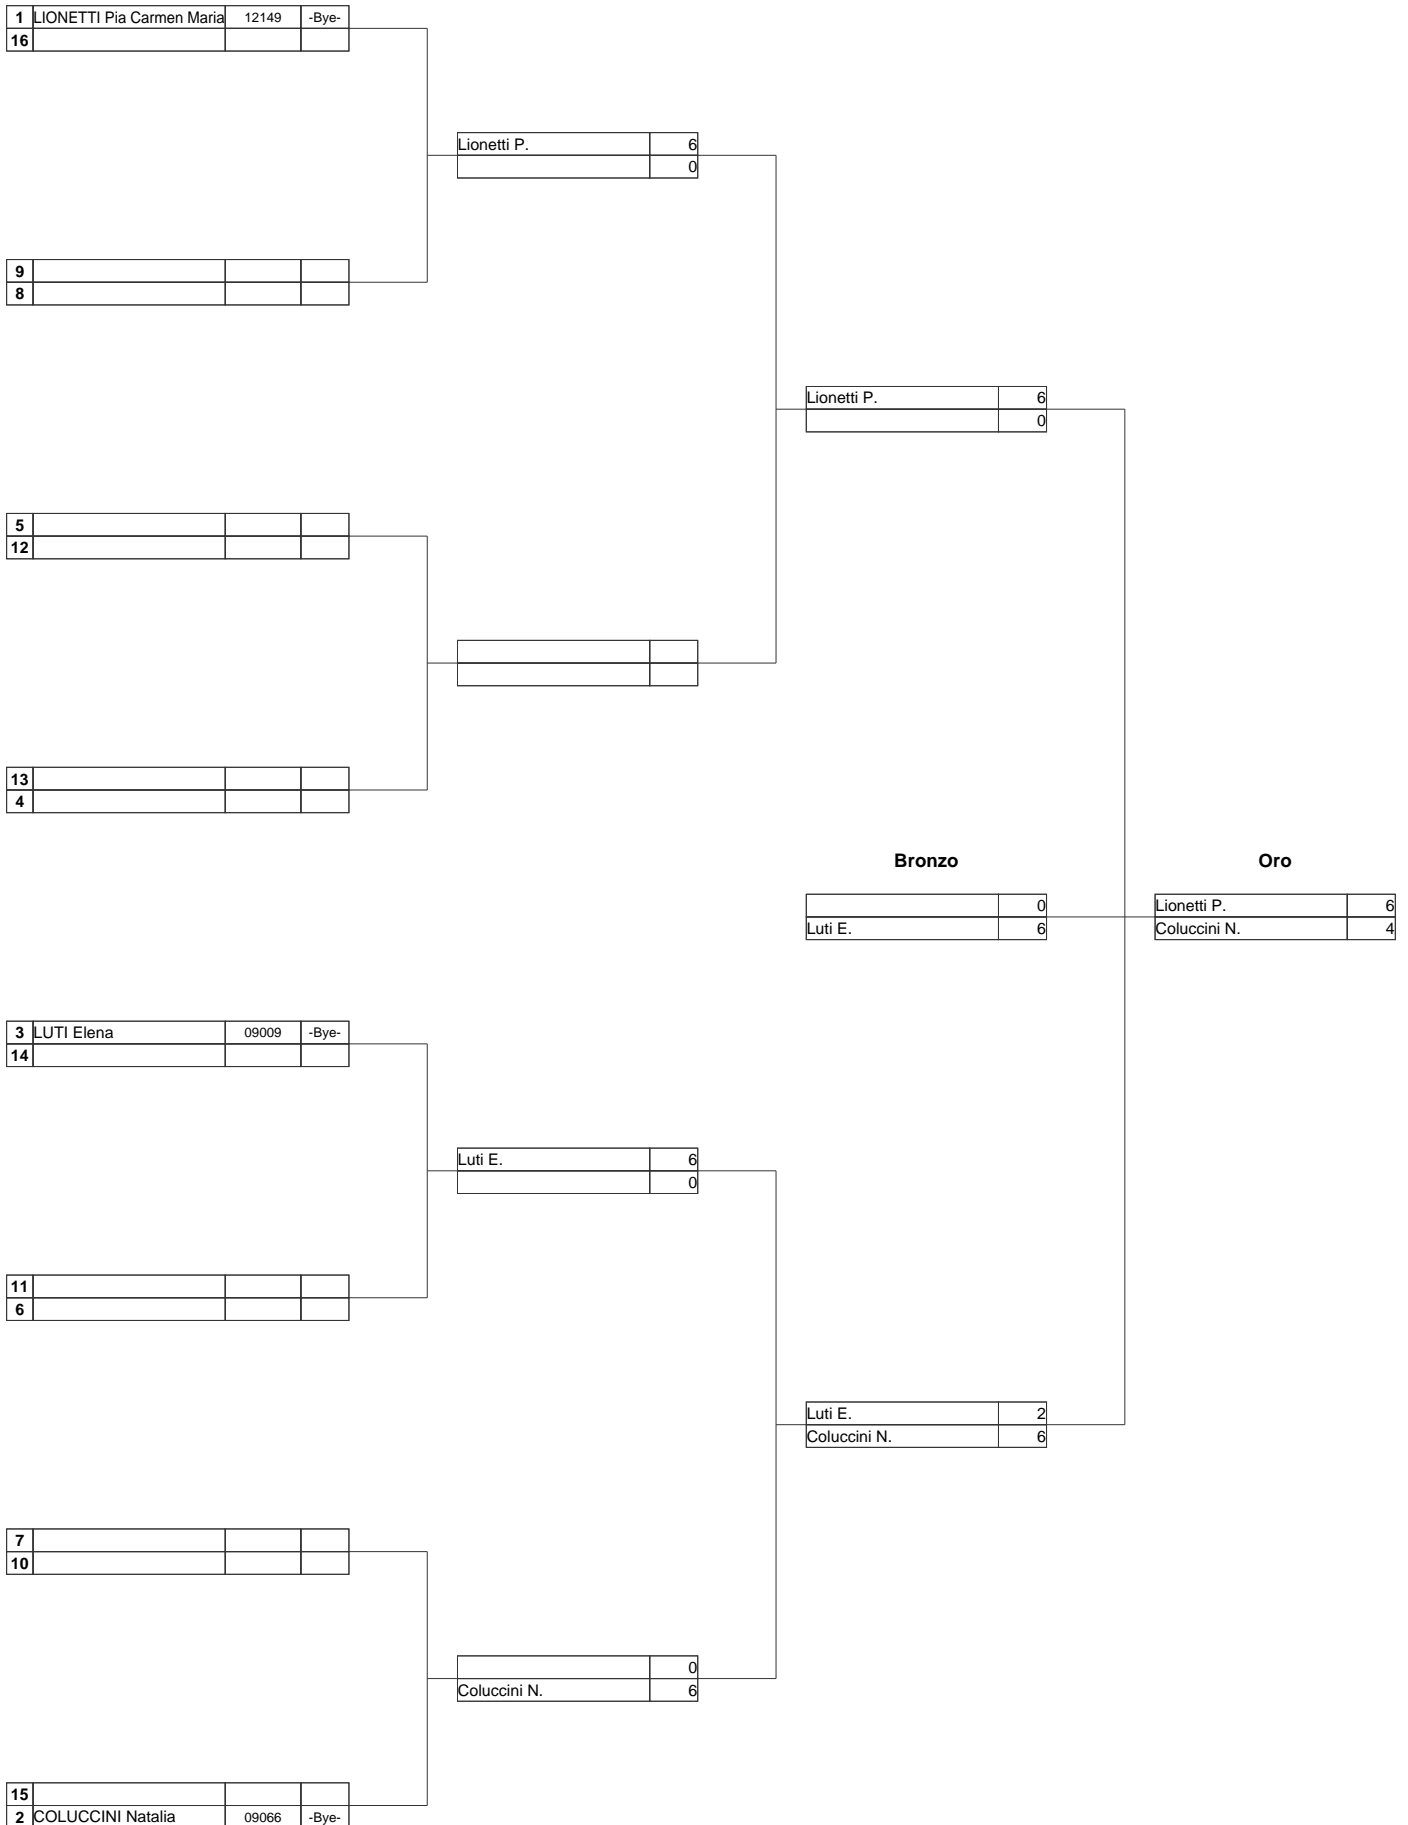 1 LIONETTI Pia Carmen Maria 12149 -Bye-
16
Lionetti P. 6
0
9
8
Lionetti P. 6
0
5
12
13
4
Bronzo Oro
0 Lionetti P. 6
Luti E. 6 Coluccini N. 4
3 LUTI Elena 09009 -Bye-
14
Luti E. 6
0
11
6
Luti E. 2
Coluccini N. 6
7
10
0
Coluccini N. 6
15
2 COLUCCINI Natalia 09066 -Bye-